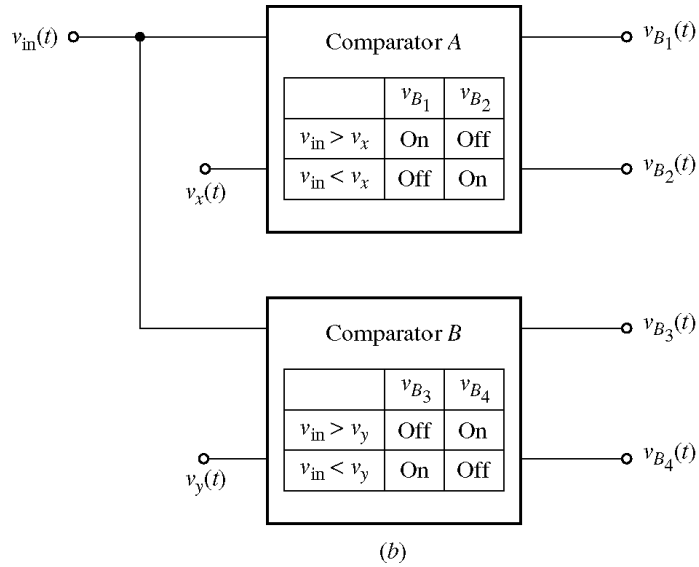 v_in(t)
Comparator A
v_B1(t)
v_B1 v_B2
v_in > v_x On Off
v_in < v_x Off On
v_x(t)
v_B2(t)
Comparator B
v_B3(t)
v_B3 v_B4
v_in > v_y Off On
v_in < v_y On Off
v_y(t)
v_B4(t)
(b)